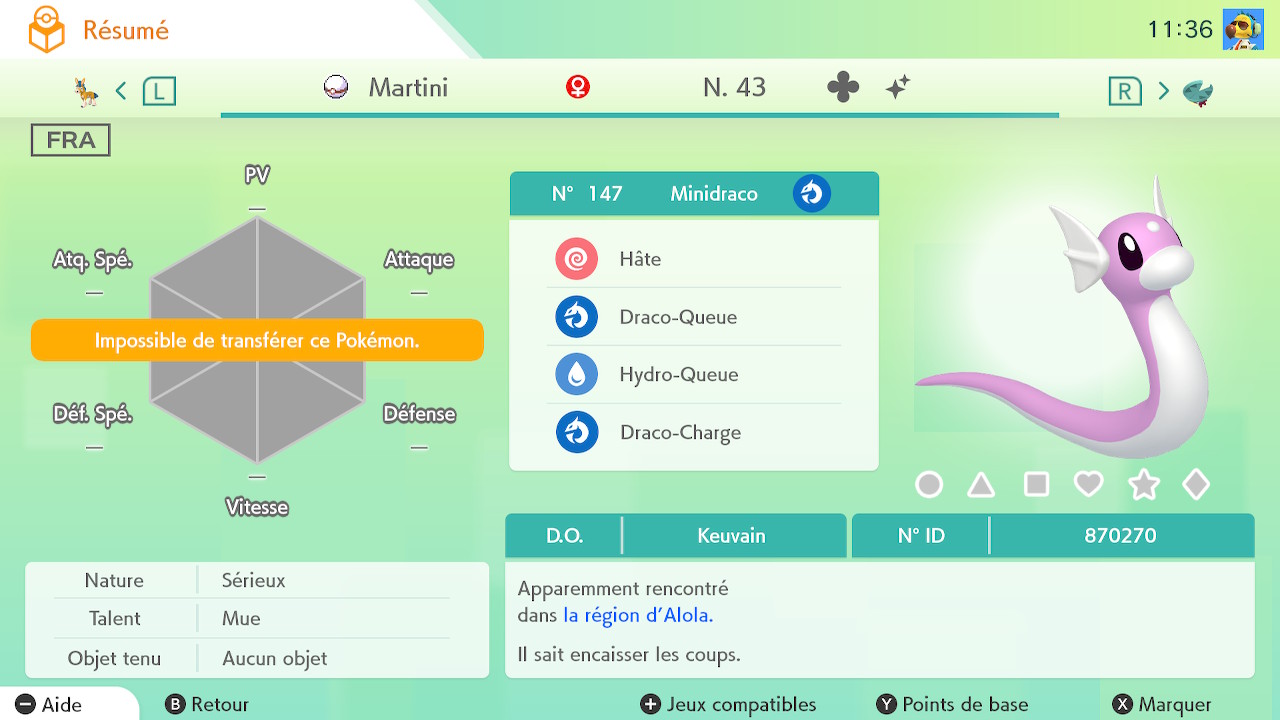 Résumé
11:36
L
Martini
N. 43
R
FRA
PV
—
Atq. Spé.
—
Attaque
—
Impossible de transférer ce Pokémon.
Déf. Spé.
—
Défense
—
—
Vitesse
N° 147 Minidraco
Hâte
Draco-Queue
Hydro-Queue
Draco-Charge
D.O. Keuvain
N° ID 870270
Nature Sérieux
Talent Mue
Objet tenu Aucun objet
Apparemment rencontré
dans la région d’Alola.
Il sait encaisser les coups.
Aide
B Retour
Jeux compatibles
Y Points de base
X Marquer